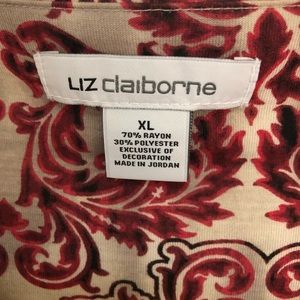 LIZ claiborne
XL
70% RAYON
30% POLYESTER
EXCLUSIVE OF
DECORATION
MADE IN JORDAN